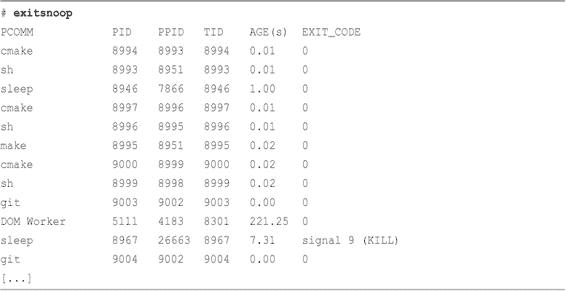 # exitsnoop
PCOMM PID PPID TID AGE(s) EXIT_CODE
cmake 8994 8993 8994 0.01 0
sh 8993 8951 8993 0.01 0
sleep 8946 7866 8946 1.00 0
cmake 8997 8996 8997 0.01 0
sh 8996 8995 8996 0.01 0
make 8995 8951 8995 0.02 0
cmake 9000 8999 9000 0.02 0
sh 8999 8998 8999 0.02 0
git 9003 9002 9003 0.00 0
DOM Worker 5111 4183 8301 221.25 0
sleep 8967 26663 8967 7.31 signal 9 (KILL)
git 9004 9002 9004 0.00 0
[...]